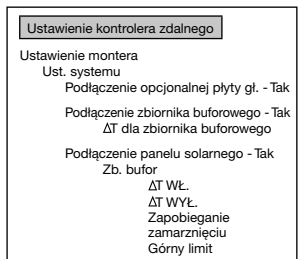 Ustawienie kontrolera zdalnego
Ustawienie montera
Ust. systemu
Podłączenie opcjonalnej płyty gł. - Tak
Podłączenie zbiornika buforowego - Tak
ΔT dla zbiornika buforowego
Podłączenie panelu solarnego - Tak
Zb. bufor
ΔT WŁ.
ΔT WYŁ.
Zapobieganie
zamarznięciu
Górny limit